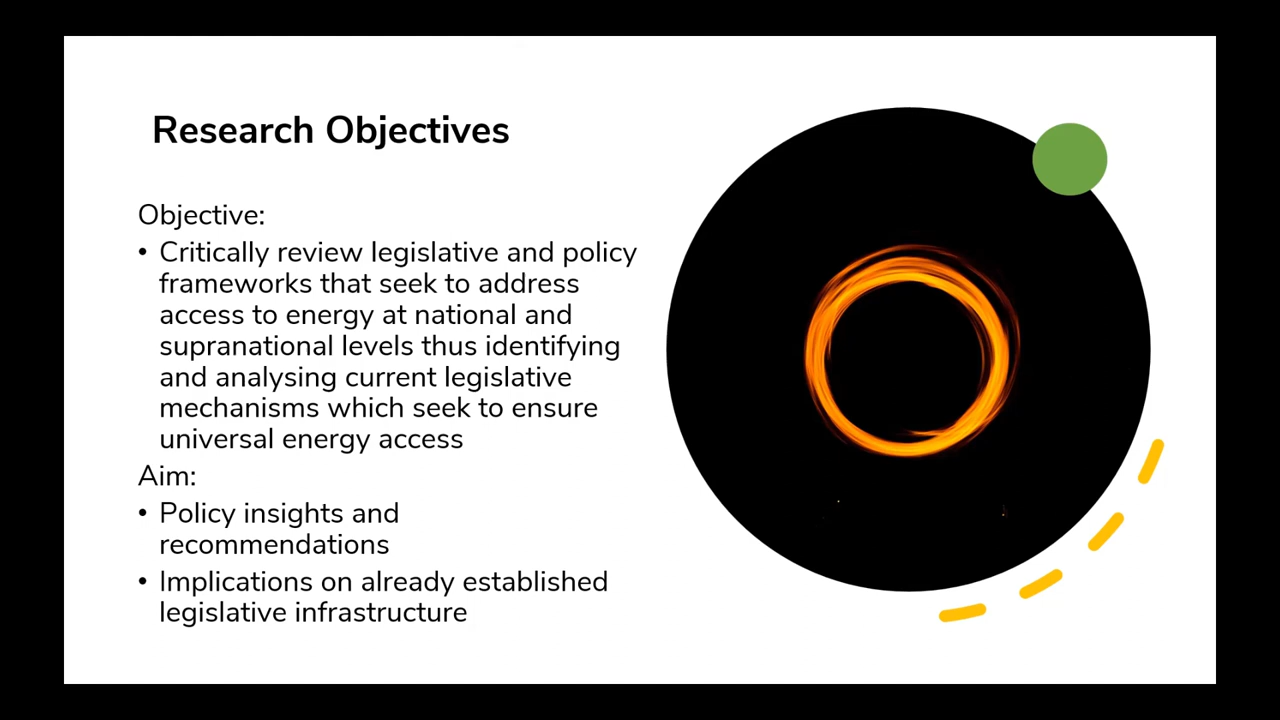 Research Objectives
Objective:
• Critically review legislative and policy
frameworks that seek to address
access to energy at national and
supranational levels thus identifying
and analysing current legislative
mechanisms which seek to ensure
universal energy access
Aim:
• Policy insights and
recommendations
• Implications on already established
legislative infrastructure